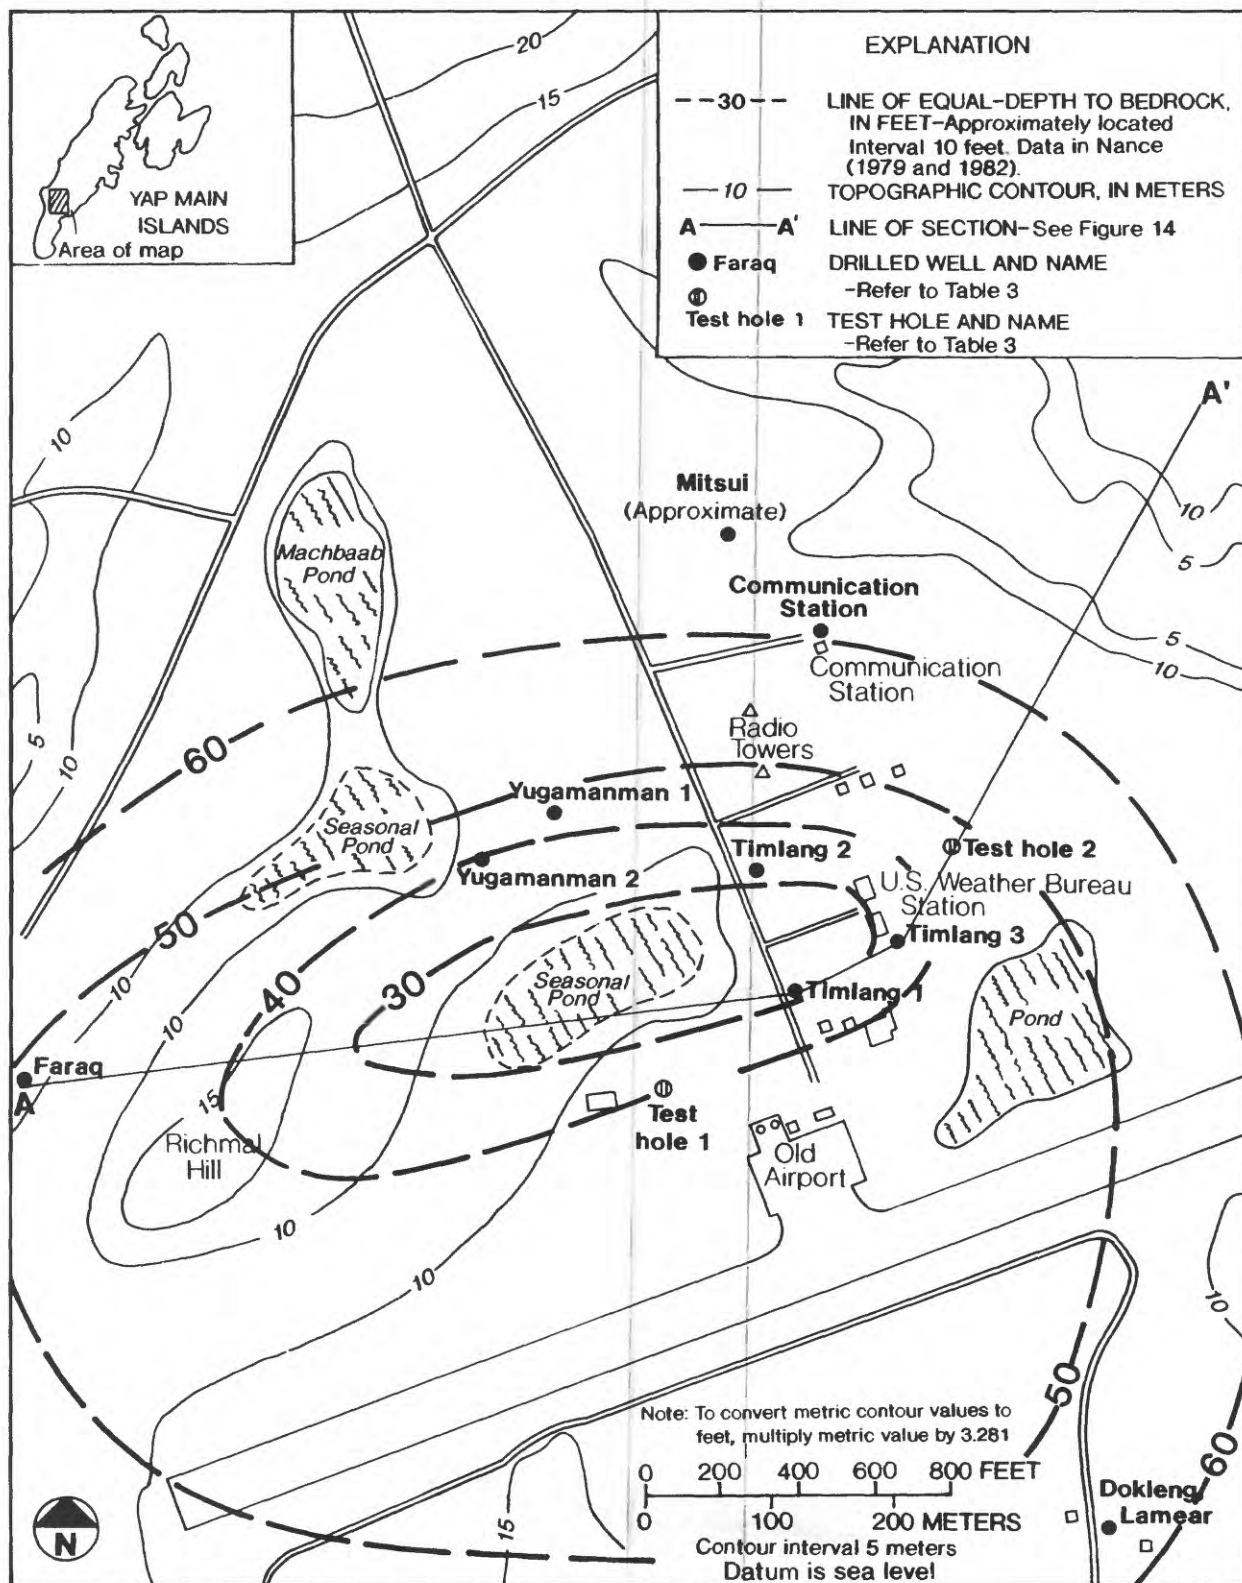 YAP MAIN
ISLANDS
Area of map
EXPLANATION
30 LINE OF EQUAL-DEPTH TO BEDROCK,
IN FEET-Approximately located
Interval 10 feet. Data in Nance
(1979 and 1982).
10 TOPOGRAPHIC CONTOUR, IN METERS
A A' LINE OF SECTION-See Figure 14
Faraq DRILLED WELL AND NAME
-Refer to Table 3
Test hole 1 TEST HOLE AND NAME
-Refer to Table 3
20
15
A'
10
10
5
Mitsui
(Approximate)
Machbaab
Pond
Communication
Station
5
10
Communication
Station
5
10
60
Radio
Towers
Yugamanman 1
Seasonal
Pond
Yugamanman 2
Timlang 2
Test hole 2
U.S. Weather Bureau
Station
50
Timlang 3
10
40
30
Seasonal
Pond
Timlang 1
Pond
10
Faraq
A
15
Test
hole 1
Richmal
Hill
Old
Airport
10
10
10
50
60
15
Note: To convert metric contour values to
feet, multiply metric value by 3.281
0 200 400 600 800 FEET
0 100 200 METERS
Contour interval 5 meters
Datum is sea level
Dokleng
Lamear
N